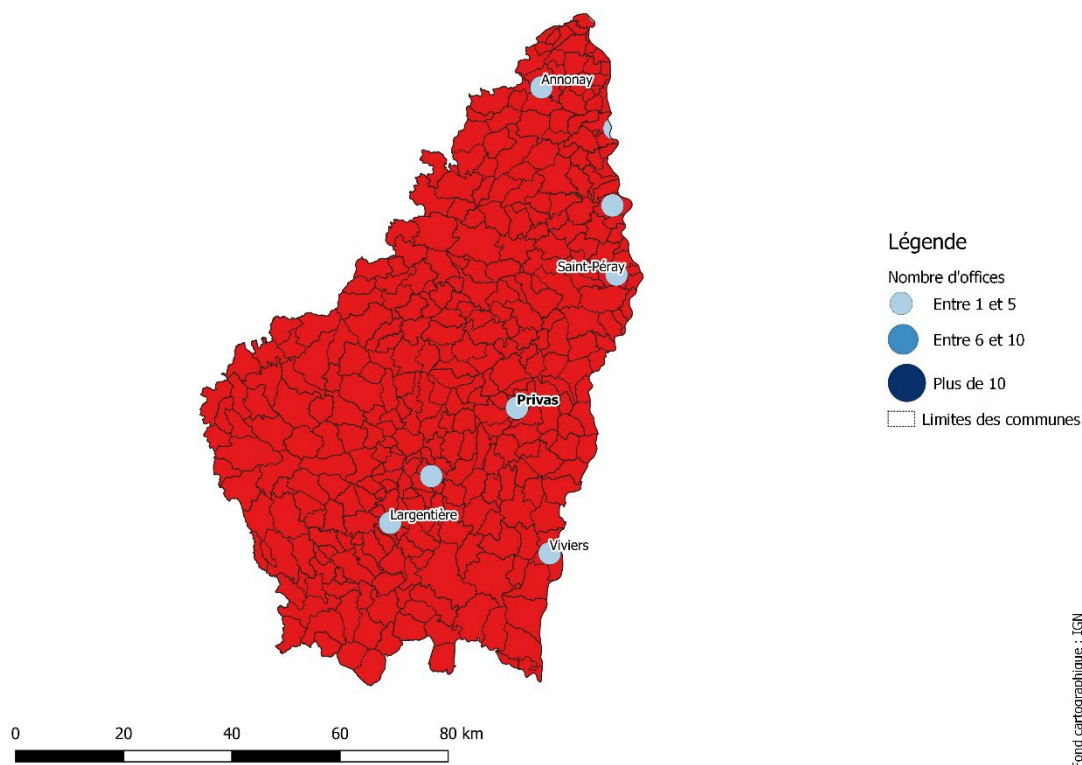 Annonay
Saint-Péray
Privas
Largentière
Viviers
Légende
Nombre d'offices
Entre 1 et 5
Entre 6 et 10
Plus de 10
Limites des communes
0 20 40 60 80 km
Fond cartographique : IGN